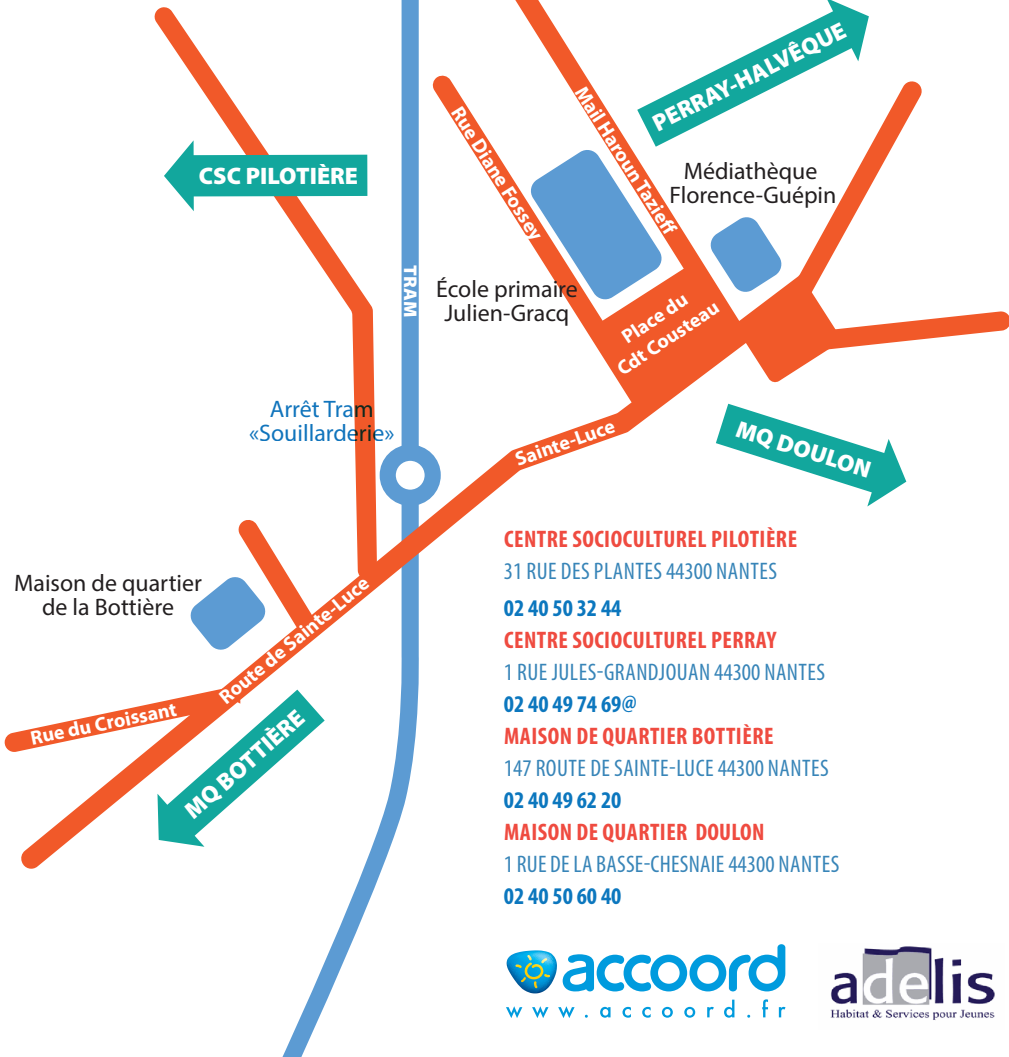 PERRAY-HALVÊQUE
Mail Haroun Tazieff
Rue Diane Fossey
CSC PILOTIÈRE
Médiathèque
Florence-Guépin
TRAM
École primaire
Julien-Gracq
Place du
Cdt Cousteau
Arrêt Tram
«Souillarderie»
Sainte-Luce
MQ DOULON
Maison de quartier
de la Bottière
Route de Sainte-Luce
Rue du Croissant
MQ BOTTIÈRE
CENTRE SOCIOCULTUREL PILOTIÈRE
31 RUE DES PLANTES 44300 NANTES
02 40 50 32 44
CENTRE SOCIOCULTUREL PERRAY
1 RUE JULES-GRANDJOUAN 44300 NANTES
02 40 49 74 69@
MAISON DE QUARTIER BOTTIÈRE
147 ROUTE DE SAINTE-LUCE 44300 NANTES
02 40 49 62 20
MAISON DE QUARTIER DOULON
1 RUE DE LA BASSE-CHESNAIE 44300 NANTES
02 40 50 60 40
accoord
www.accoord.fr
adelis
Habitat & Services pour Jeunes